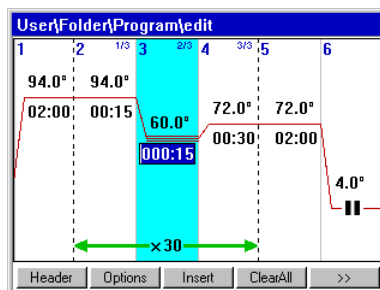 User\Folder\Program\edit
1 2 1/3 3 2/3 4 3/3 5 6
94.0° 94.0° 60.0° 72.0° 72.0°
02:00 00:15 000:15 00:30 02:00
4.0°
x30
Header Options Insert ClearAll >>